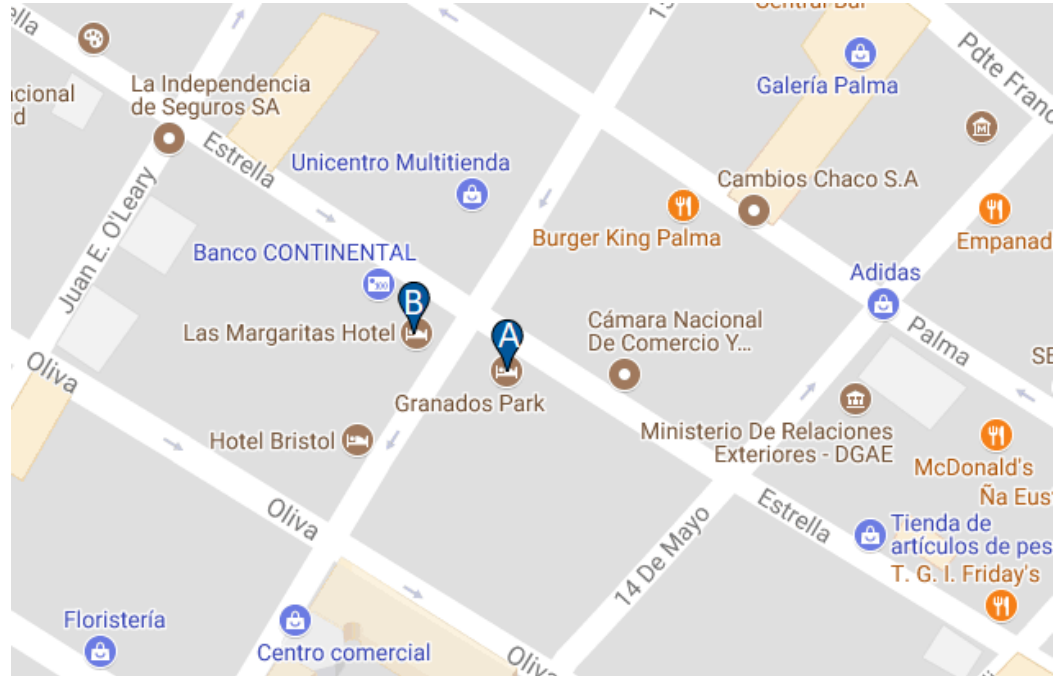 Central Bar
La Independencia
de Seguros SA
Galería Palma
Pdte Franc
Estrella
Juan E. O'Leary
Unicentro Multitienda
Burger King Palma
Cambios Chaco S.A
Empanad
Banco CONTINENTAL
Adidas
B
Las Margaritas Hotel
A
Granados Park
Cámara Nacional
De Comercio Y...
Palma
Oliva
Hotel Bristol
Ministerio De Relaciones
Exteriores - DGAE
McDonald's
Ña Eus
Estrella
Oliva
14 De Mayo
Tienda de
artículos de pes
T. G. I. Friday's
Floristería
Centro comercial
Oliva